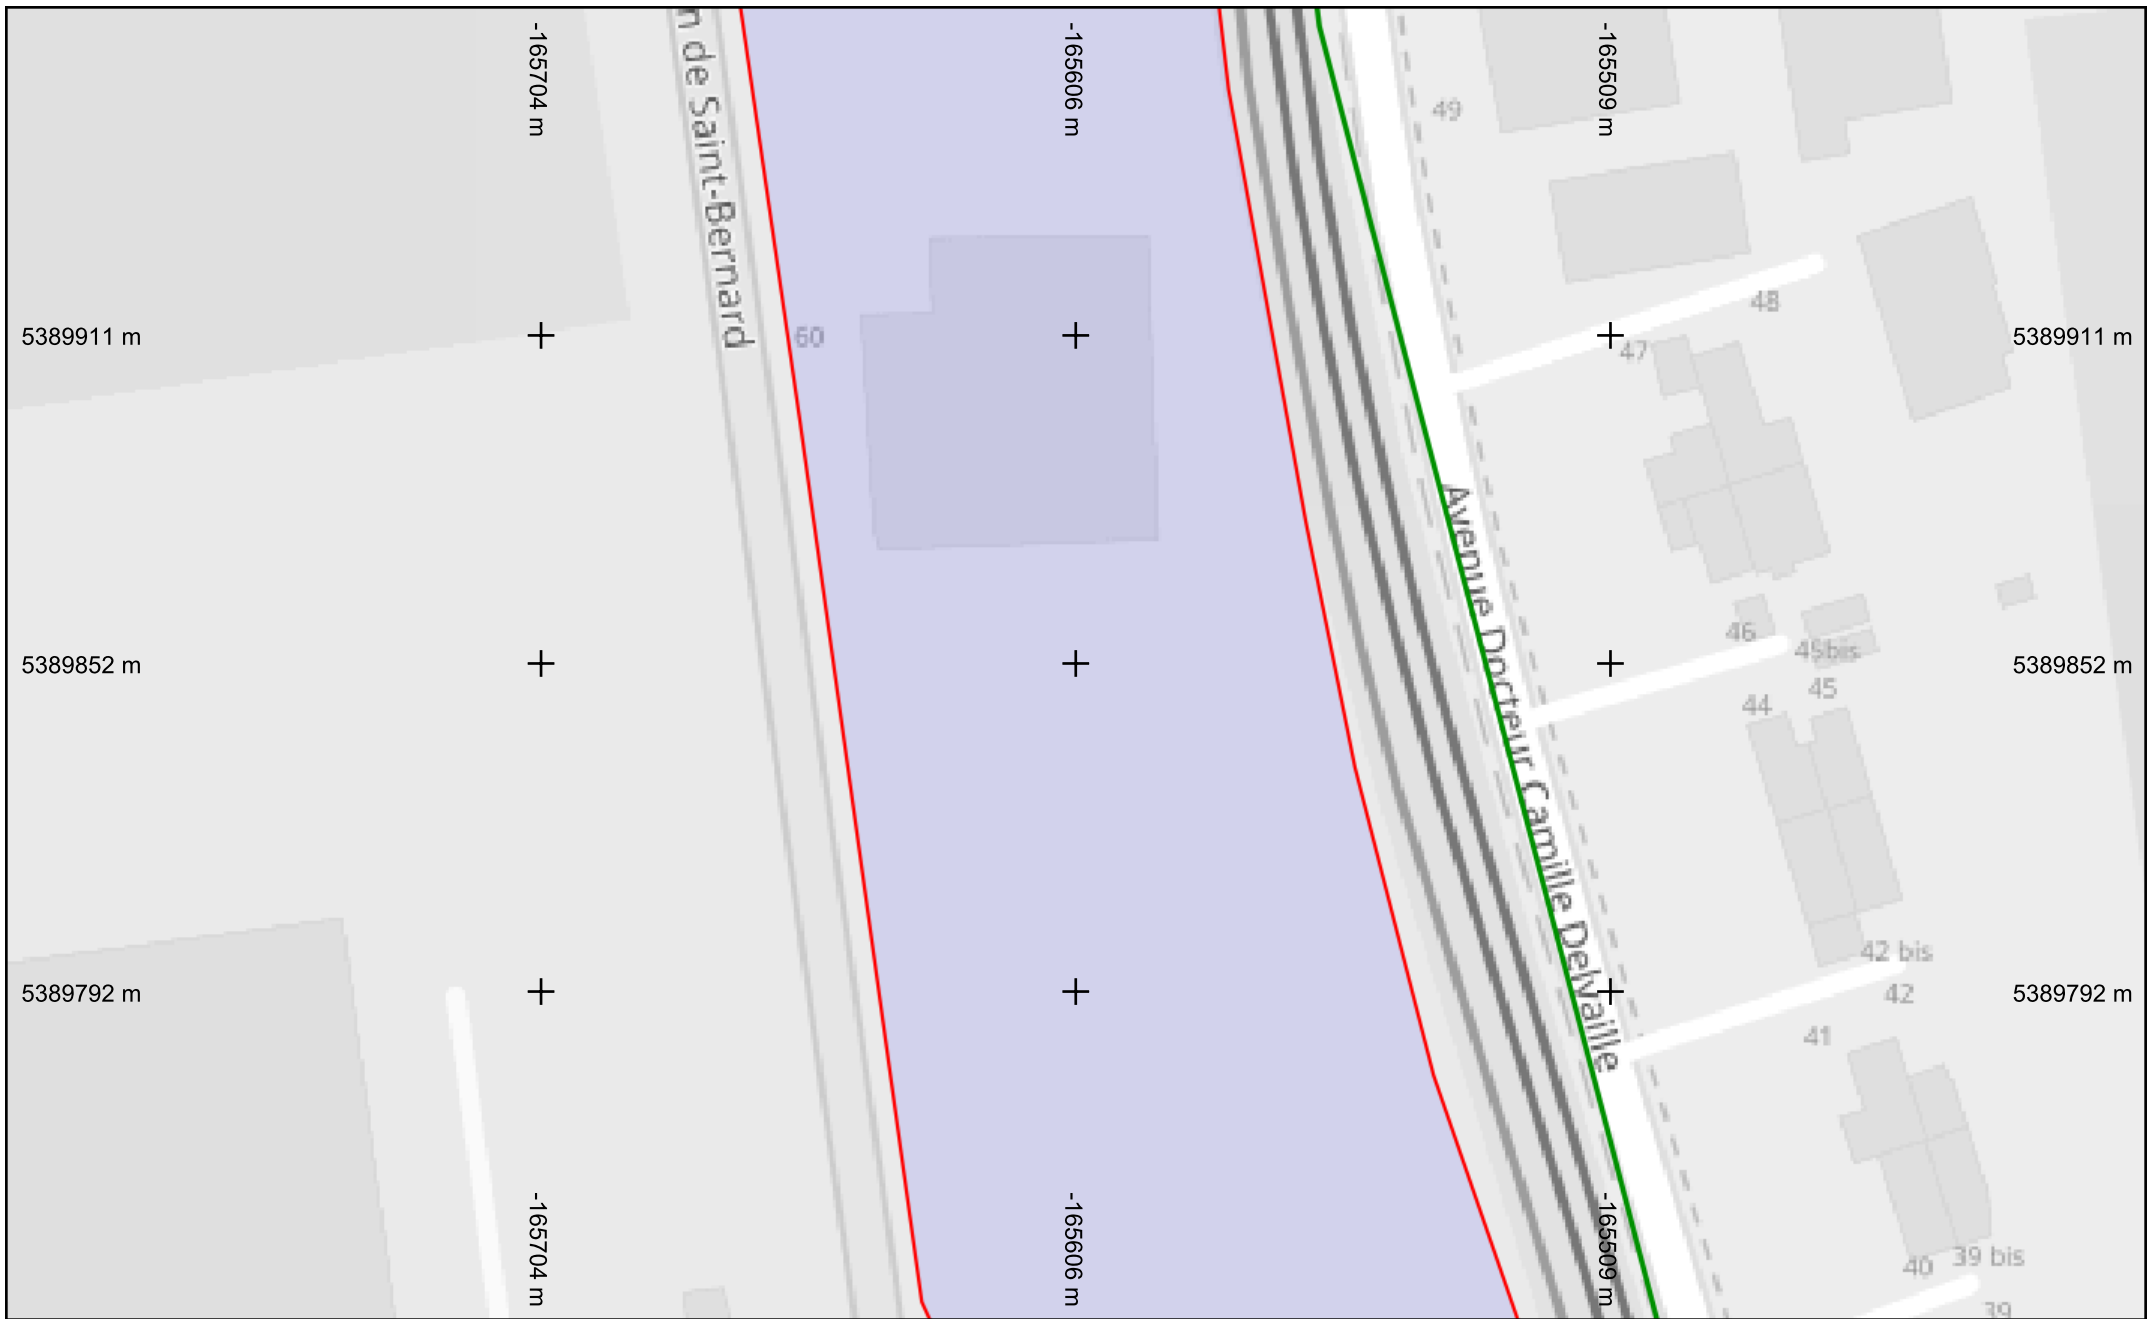 -165704 m
-165606 m
-165509 m
n de Saint-Bernard
49
48
60
47
5389911 m
5389911 m
Avenue Docteur Camille Delvaille
46
45bis
45
44
5389852 m
5389852 m
42 bis
42
41
5389792 m
5389792 m
40
39 bis
39
-165704 m
-165606 m
-165509 m